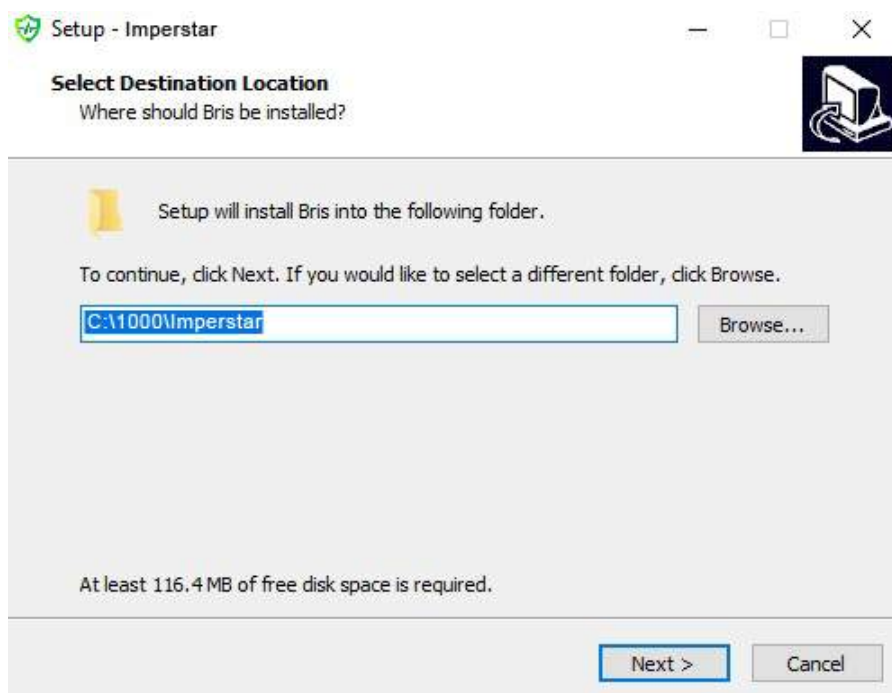 Setup - Imperstar
Select Destination Location
Where should Bris be installed?
Setup will install Bris into the following folder.
To continue, click Next. If you would like to select a different folder, click Browse.
C:\1000\Imperstar
Browse...
At least 116.4 MB of free disk space is required.
Next >
Cancel